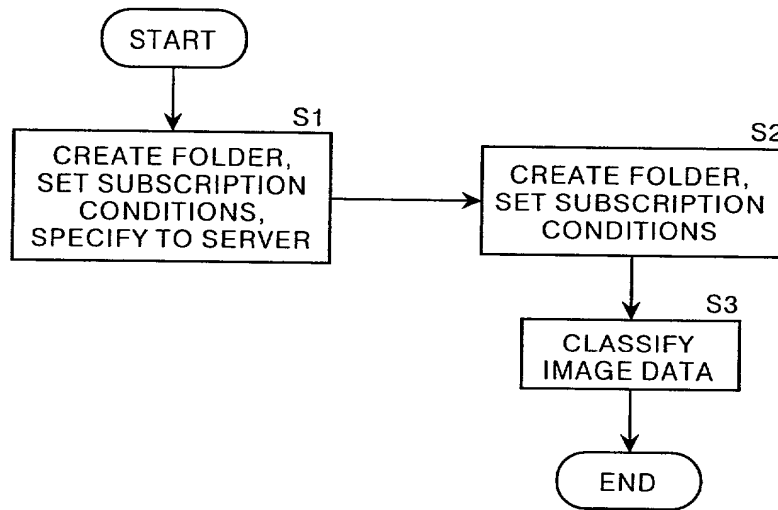 START
S1
CREATE FOLDER,
SET SUBSCRIPTION
CONDITIONS,
SPECIFY TO SERVER
S2
CREATE FOLDER,
SET SUBSCRIPTION
CONDITIONS
S3
CLASSIFY
IMAGE DATA
END